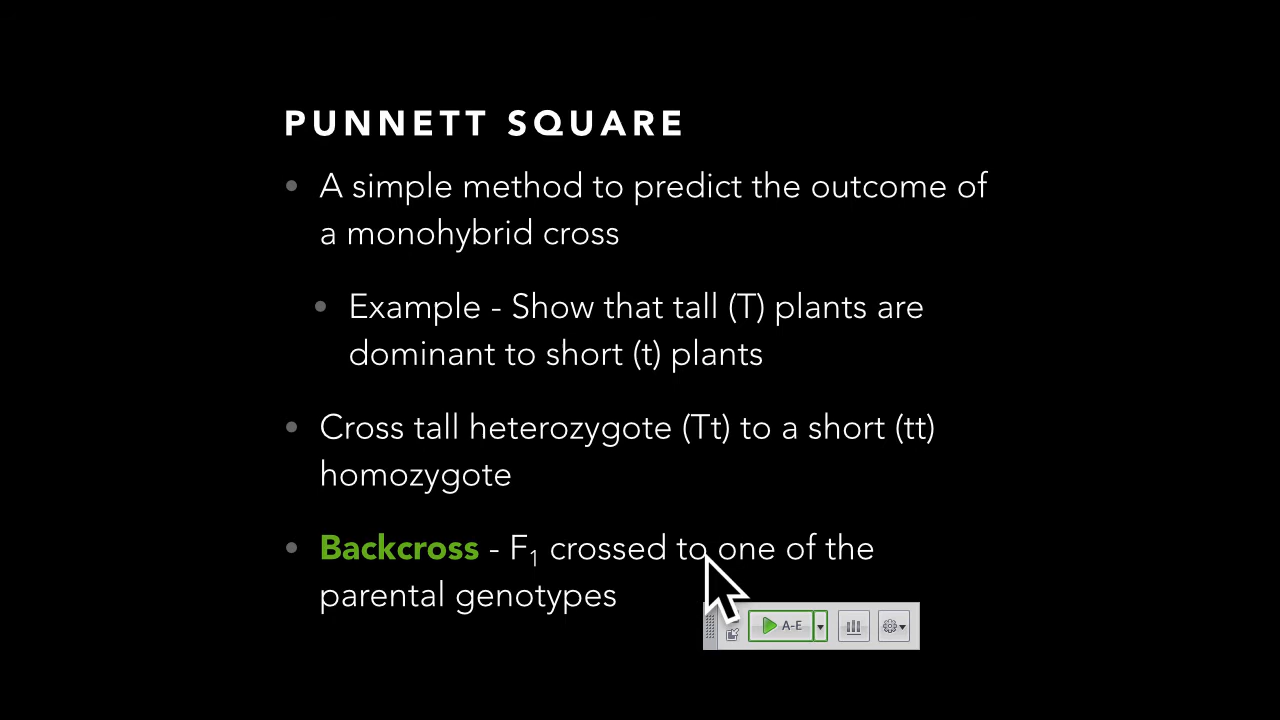 PUNNETT SQUARE
• A simple method to predict the outcome of
a monohybrid cross
• Example - Show that tall (T) plants are
dominant to short (t) plants
• Cross tall heterozygote (Tt) to a short (tt)
homozygote
• Backcross - F₁ crossed to one of the
parental genotypes
A-E